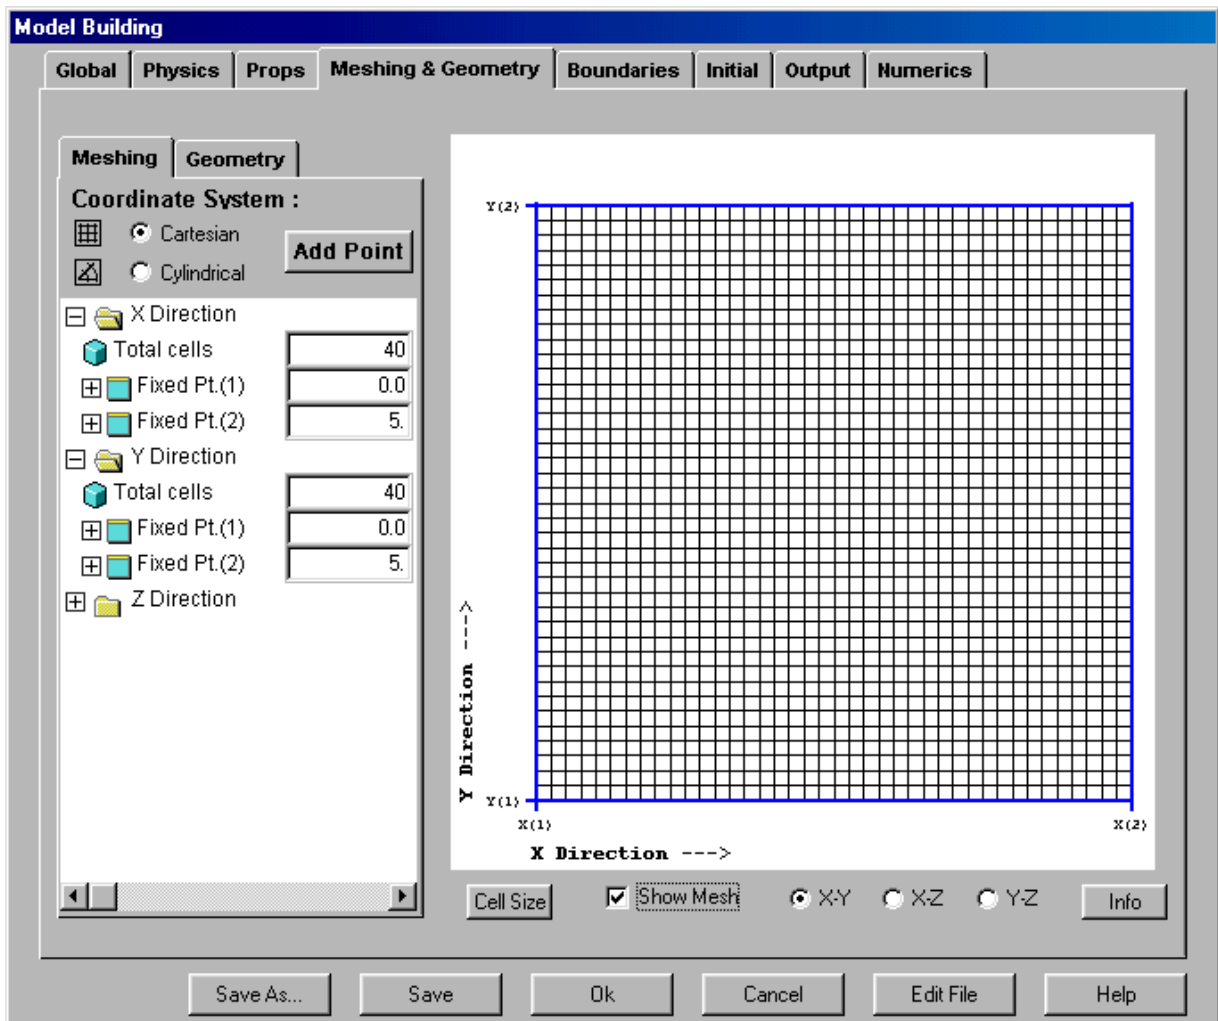 Model Building
Global Physics Props Meshing & Geometry Boundaries Initial Output Numerics
Meshing Geometry
Coordinate System :
Cartesian
Cylindrical
Add Point
X Direction
Total cells 40
Fixed Pt.(1) 0.0
Fixed Pt.(2) 5.
Y Direction
Total cells 40
Fixed Pt.(1) 0.0
Fixed Pt.(2) 5.
Z Direction
Y(2)
Y Direction --->
Y(1)
X(1) X(2)
X Direction --->
Cell Size Show Mesh X-Y X-Z Y-Z Info
Save As... Save Ok Cancel Edit File Help